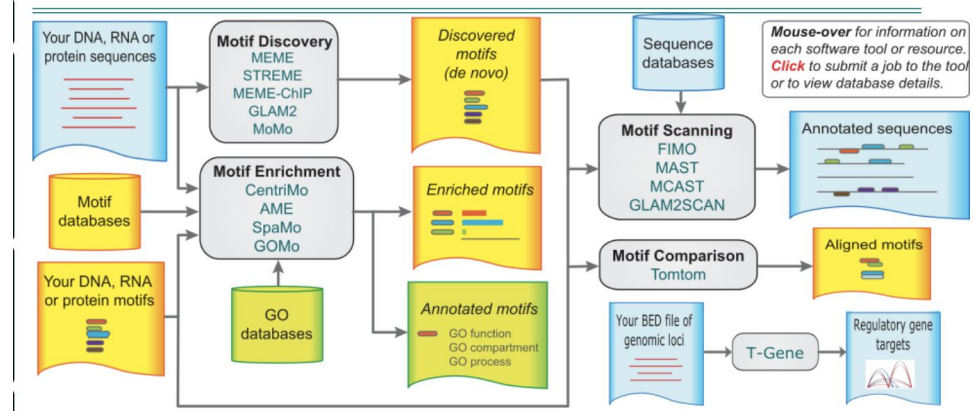 Your DNA, RNA or
protein sequences
Motif Discovery
MEME
STREME
MEME-ChIP
GLAM2
MoMo
Discovered
motifs
(de novo)
Sequence
databases
Mouse-over for information on
each software tool or resource.
Click to submit a job to the tool
or to view database details.
Motif Scanning
FIMO
MAST
MCAST
GLAM2SCAN
Annotated sequences
Motif
databases
Motif Enrichment
CentriMo
AME
SpaMo
GOMo
Enriched motifs
Your DNA, RNA
or protein motifs
GO
databases
Annotated motifs
GO function
GO compartment
GO process
Motif Comparison
Tomtom
Aligned motifs
Your BED file of
genomic loci
T-Gene
Regulatory gene
targets